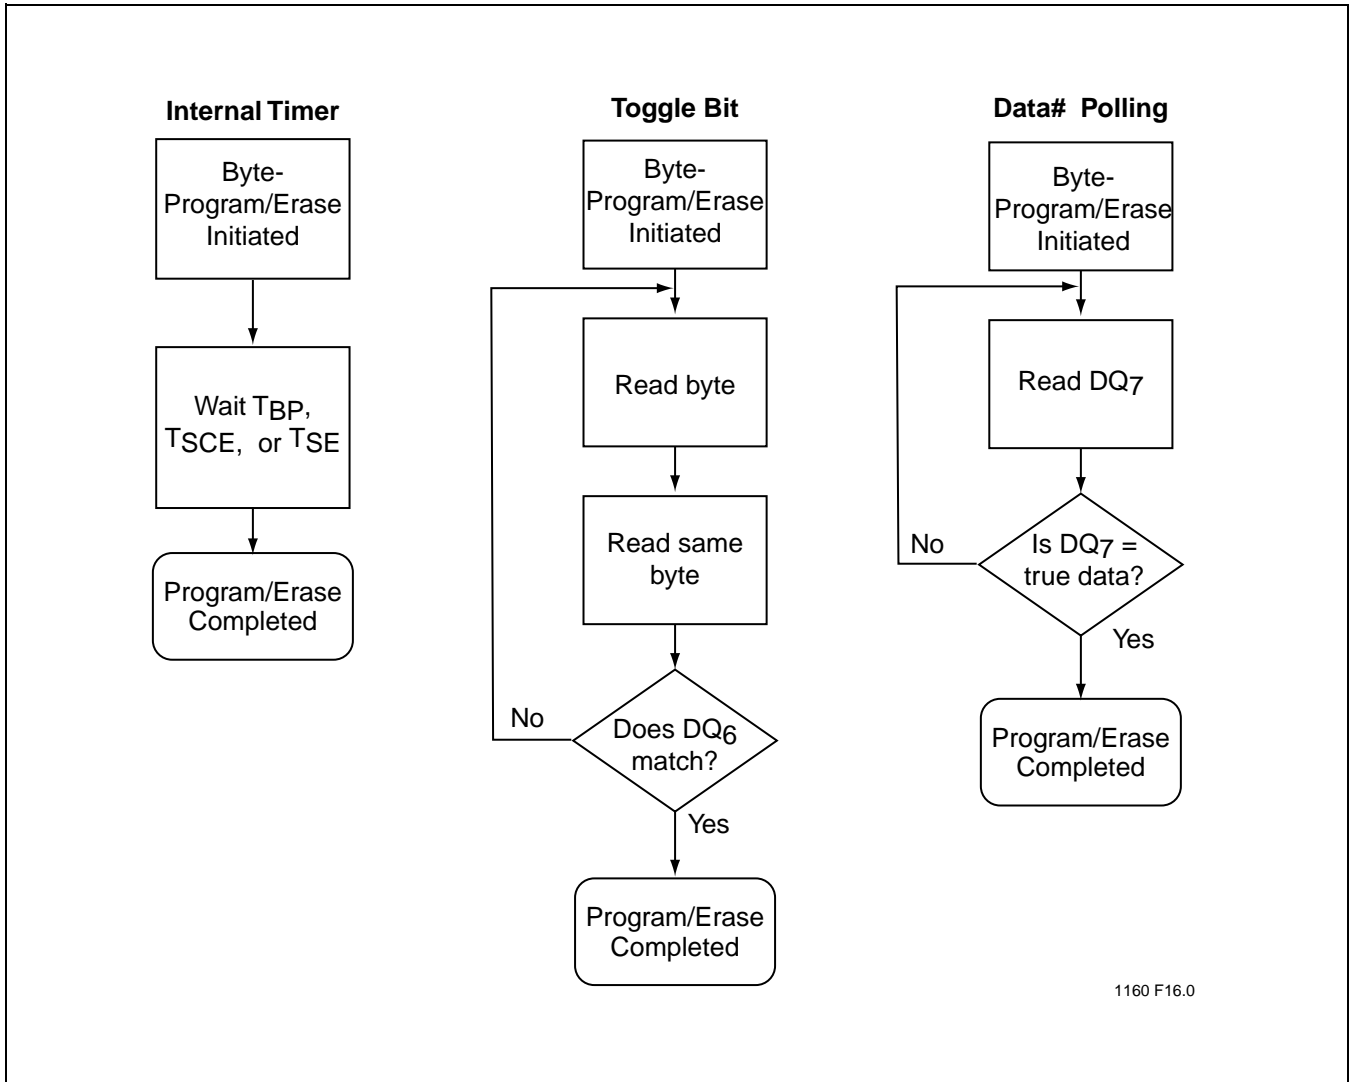 Internal Timer
Byte-
Program/Erase
Initiated
Wait TBP,
TSCE, or TSE
Program/Erase
Completed
Toggle Bit
Byte-
Program/Erase
Initiated
Read byte
Read same
byte
No
Does DQ6
match?
Yes
Program/Erase
Completed
Data# Polling
Byte-
Program/Erase
Initiated
Read DQ7
No
Is DQ7 =
true data?
Yes
Program/Erase
Completed
1160 F16.0